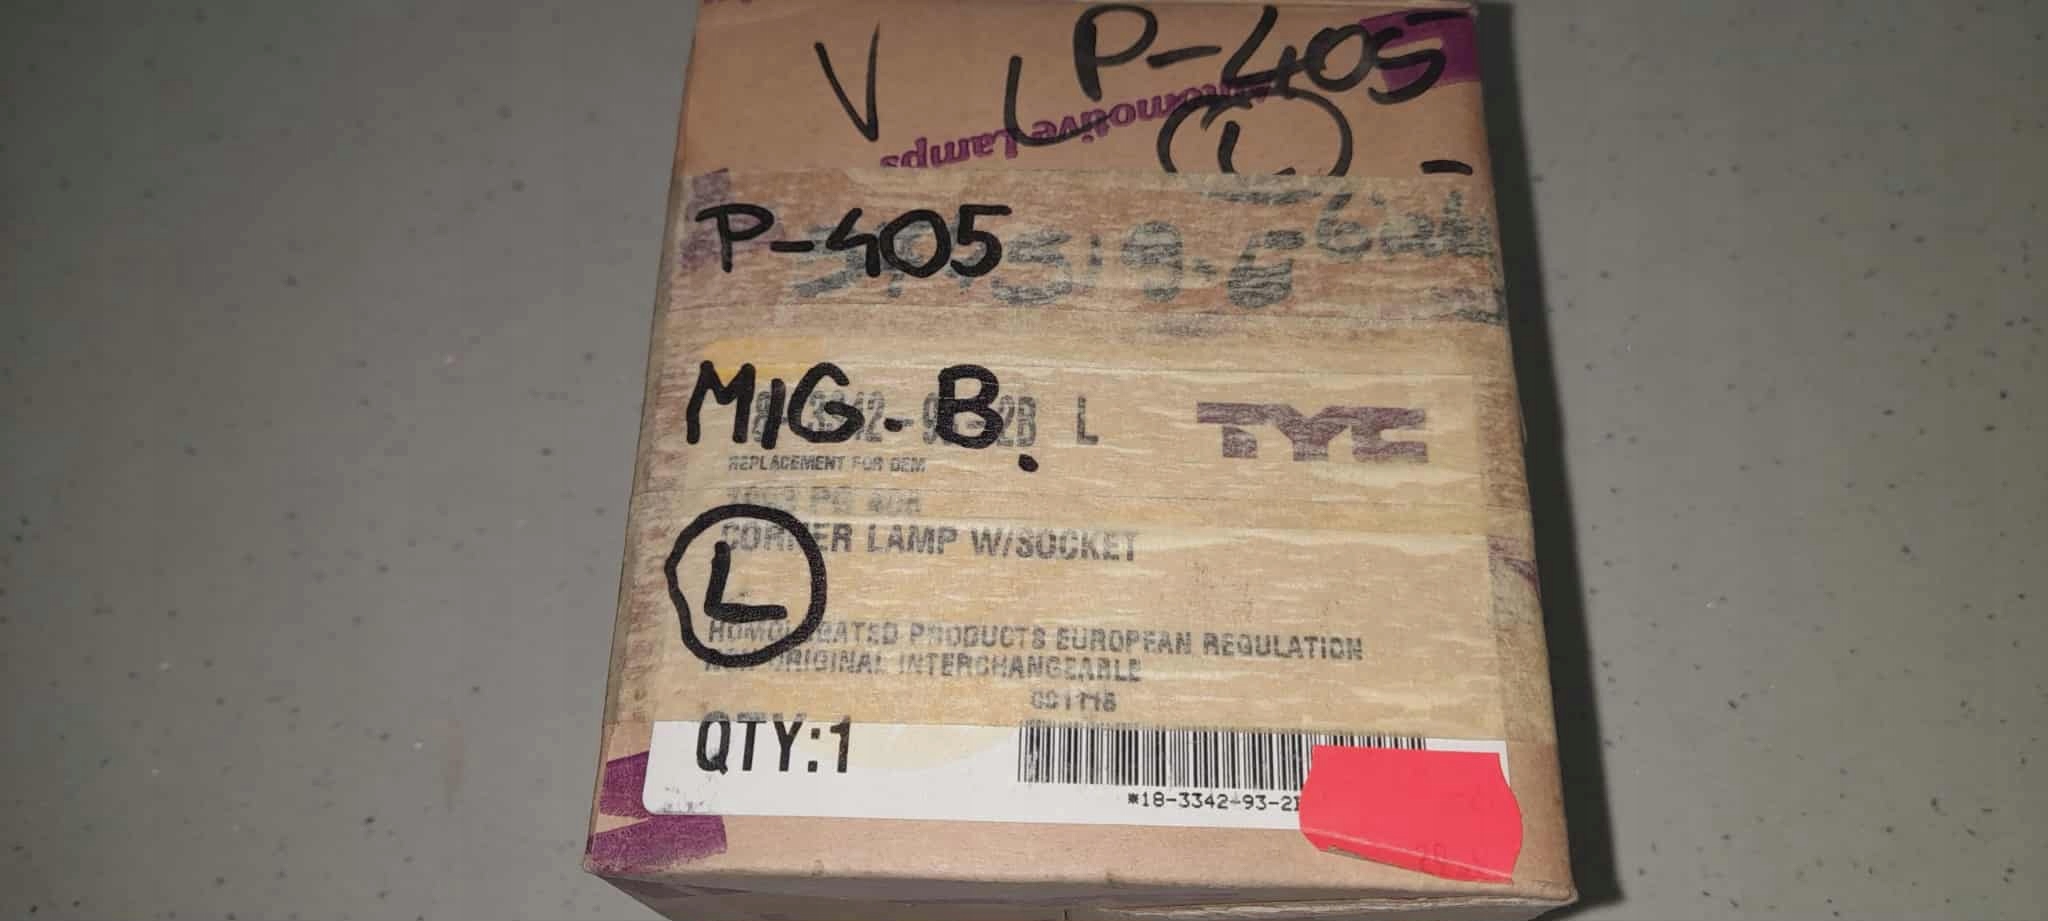 V L P-405
Automotive Lamps
L -
P-405
MIG. B.
L TYC
REPLACEMENT FOR OEM
CORNER LAMP W/SOCKET
L
HOMOLOGATED PRODUCTS EUROPEAN REGULATION
NON ORIGINAL INTERCHANGEABLE
QTY:1
*18-3342-93-2